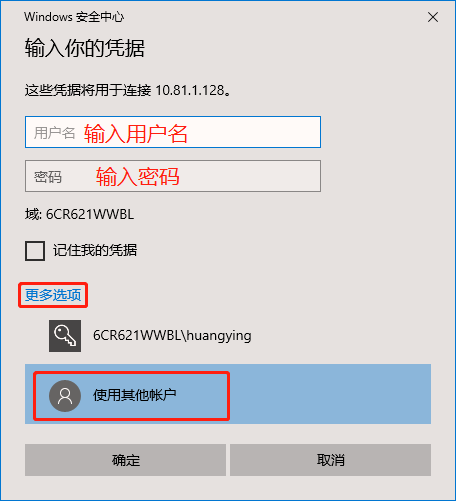 Windows 安全中心
输入你的凭据
这些凭据将用于连接 10.81.1.128。
用户名 输入用户名
密码 输入密码
域: 6CR621WWBL
记住我的凭据
更多选项
6CR621WWBL\huangying
使用其他帐户
确定 取消